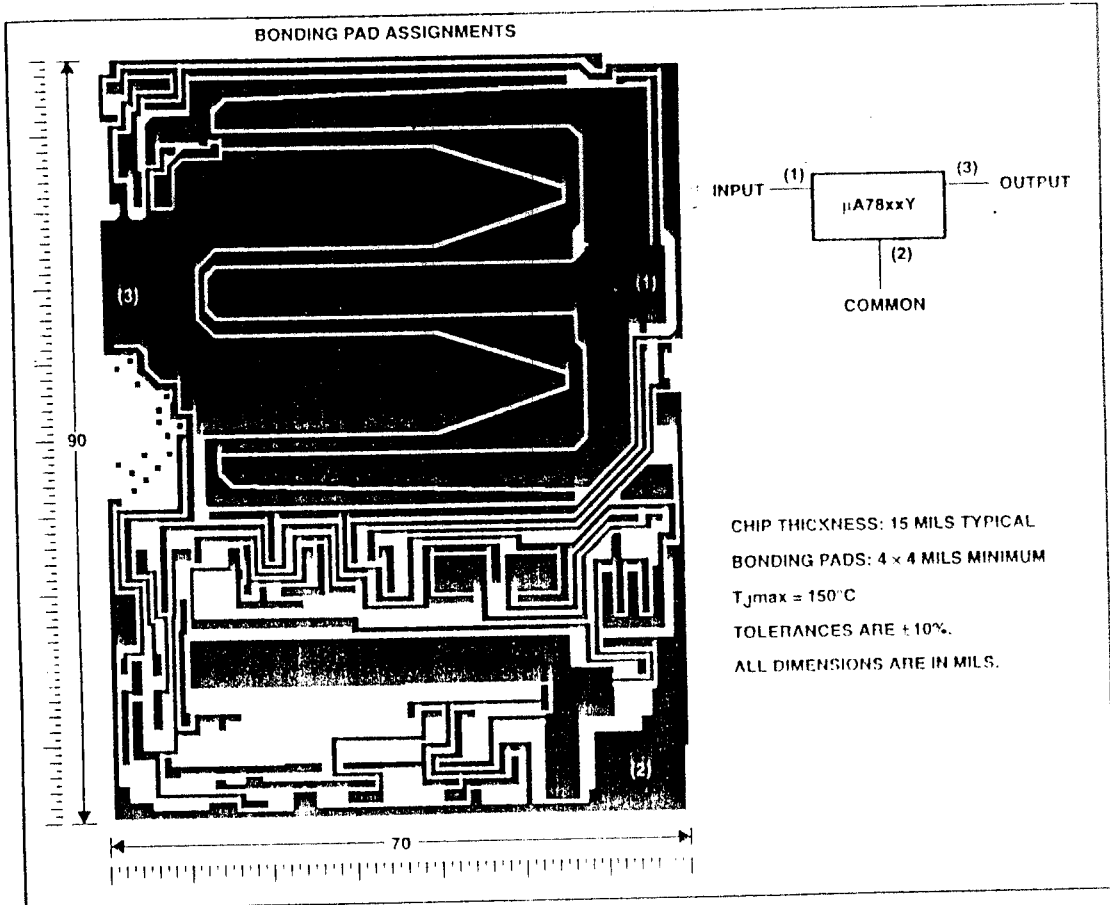 BONDING PAD ASSIGNMENTS
(3)
(1)
(2)
90
70
INPUT
(1)
µA78xxY
(3)
OUTPUT
(2)
COMMON
CHIP THICKNESS: 15 MILS TYPICAL
BONDING PADS: 4 × 4 MILS MINIMUM
TJmax = 150°C
TOLERANCES ARE ±10%.
ALL DIMENSIONS ARE IN MILS.